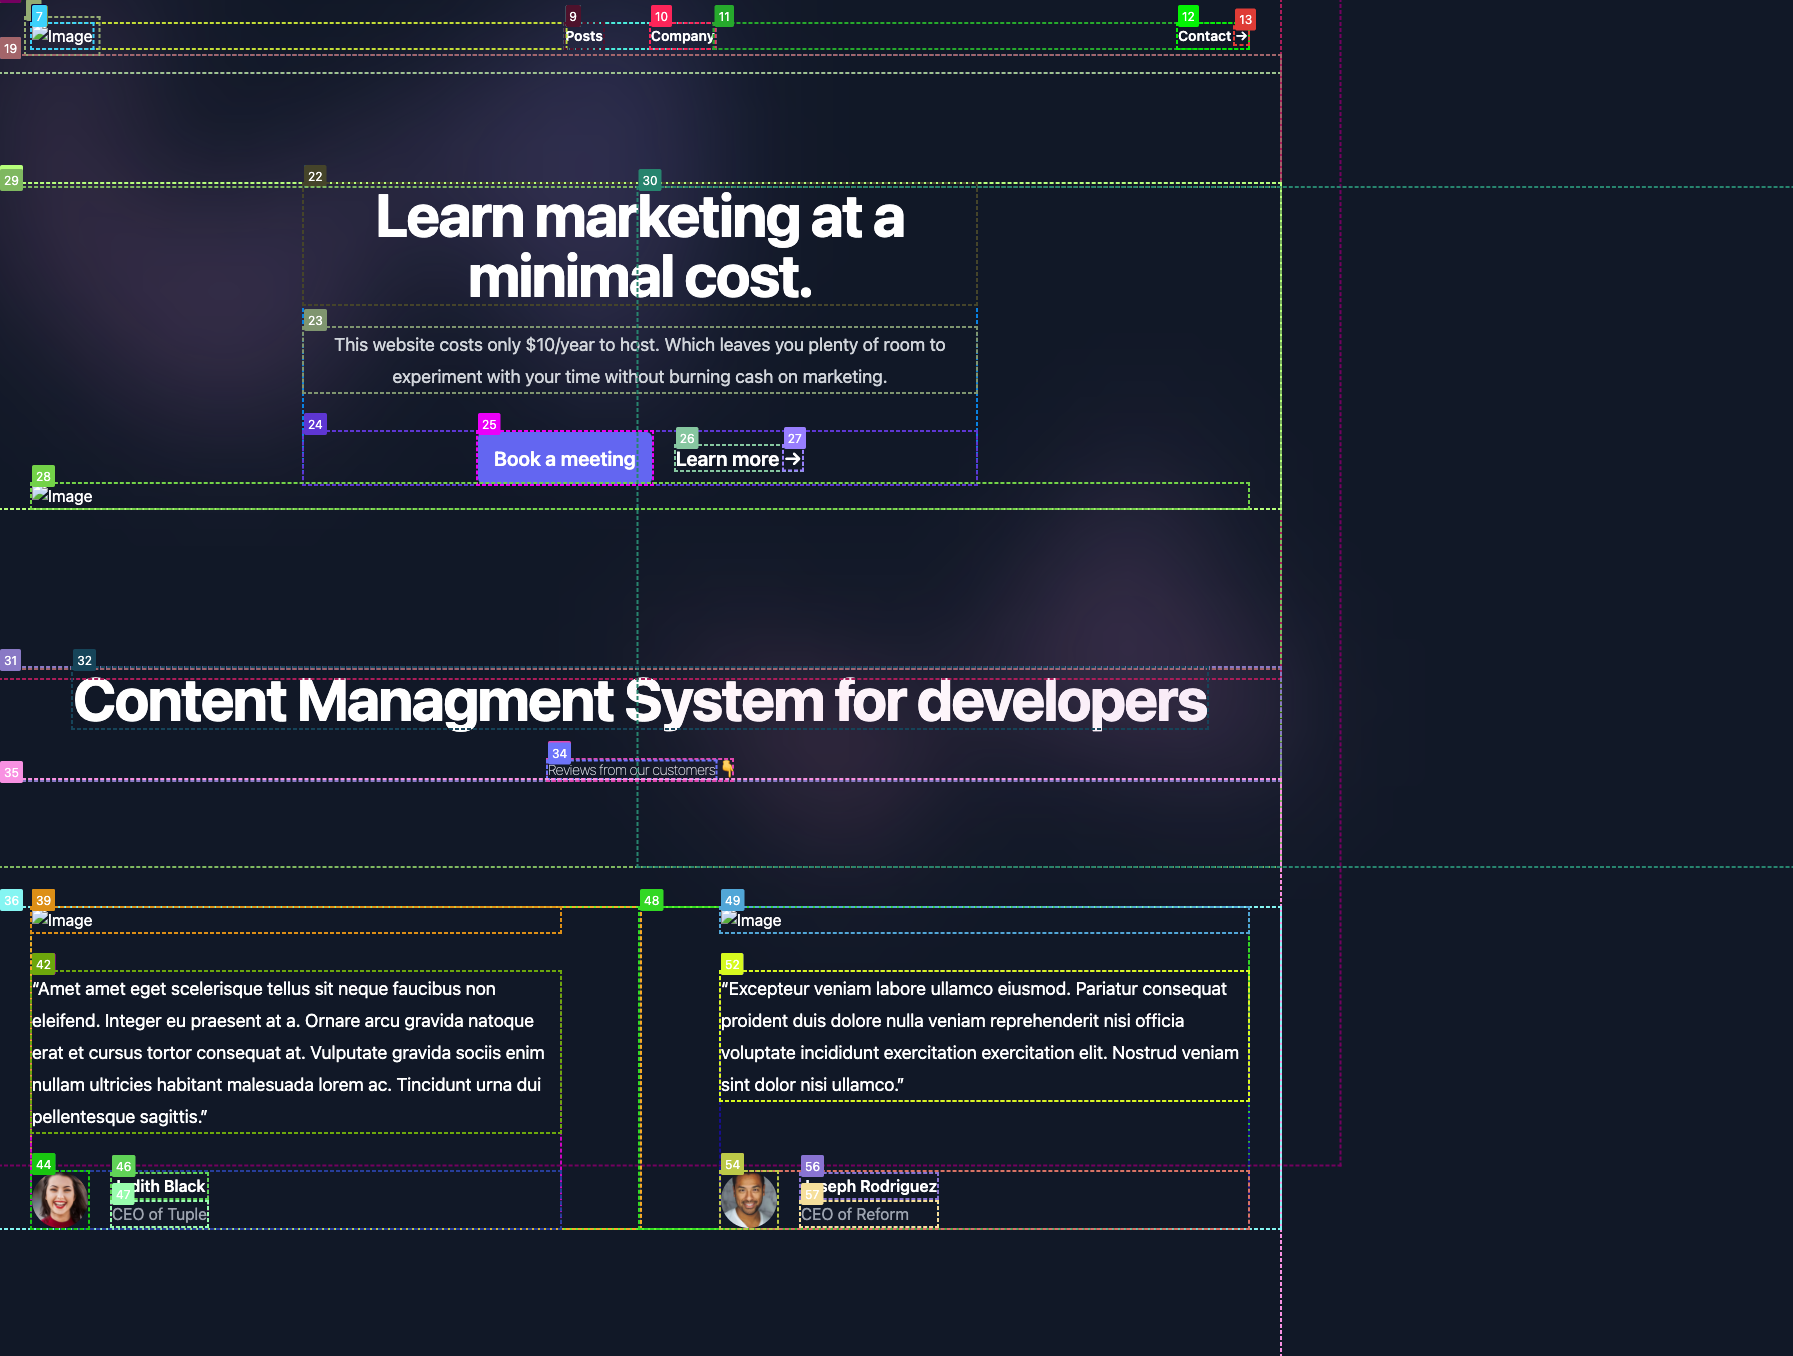 7
9
10
11
12
13
Image
Posts
Company
Contact →
19
29
22
30
Learn marketing at a
minimal cost.
23
This website costs only $10/year to host. Which leaves you plenty of room to
experiment with your time without burning cash on marketing.
24
25
26
27
Book a meeting
Learn more →
28
Image
31
32
Content Managment System for developers
34
Reviews from our customers 👇
35
36
39
48
49
Image
Image
42
“Amet amet eget scelerisque tellus sit neque faucibus non
eleifend. Integer eu praesent at a. Ornare arcu gravida natoque
erat et cursus tortor consequat at. Vulputate gravida sociis enim
nullam ultricies habitant malesuada lorem ac. Tincidunt urna dui
pellentesque sagittis.”
52
“Excepteur veniam labore ullamco eiusmod. Pariatur consequat
proident duis dolore nulla veniam reprehenderit nisi officia
voluptate incididunt exercitation exercitation elit. Nostrud veniam
sint dolor nisi ullamco.”
44
46
Judith Black
47
CEO of Tuple
54
56
Joseph Rodriguez
57
CEO of Reform